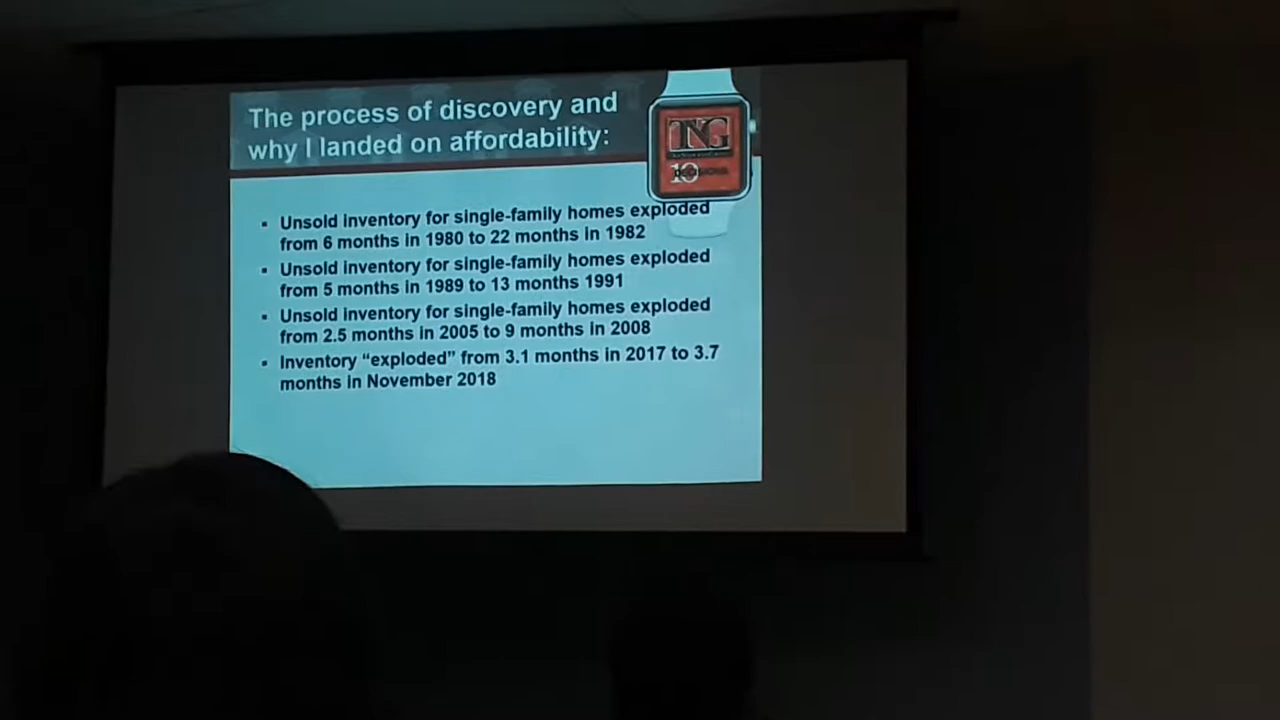 The process of discovery and
why I landed on affordability:
TNG
10
▪ Unsold inventory for single-family homes exploded
from 6 months in 1980 to 22 months in 1982
▪ Unsold inventory for single-family homes exploded
from 5 months in 1989 to 13 months 1991
▪ Unsold inventory for single-family homes exploded
from 2.5 months in 2005 to 9 months in 2008
▪ Inventory “exploded” from 3.1 months in 2017 to 3.7
months in November 2018